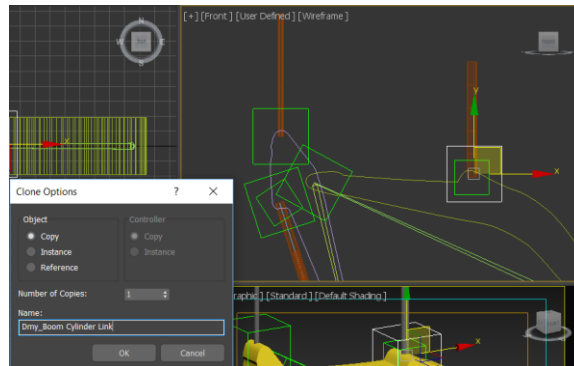 [+] [Front] [User Defined] [Wireframe]
N
W
E
y
x
x
Clone Options
?
Object
Copy
Instance
Reference
Controller
Copy
Instance
Number of Copies:
1
Name:
Dmy_Boom Cylinder Link
OK
Cancel
raphic] [Standard] [Default Shading]
x